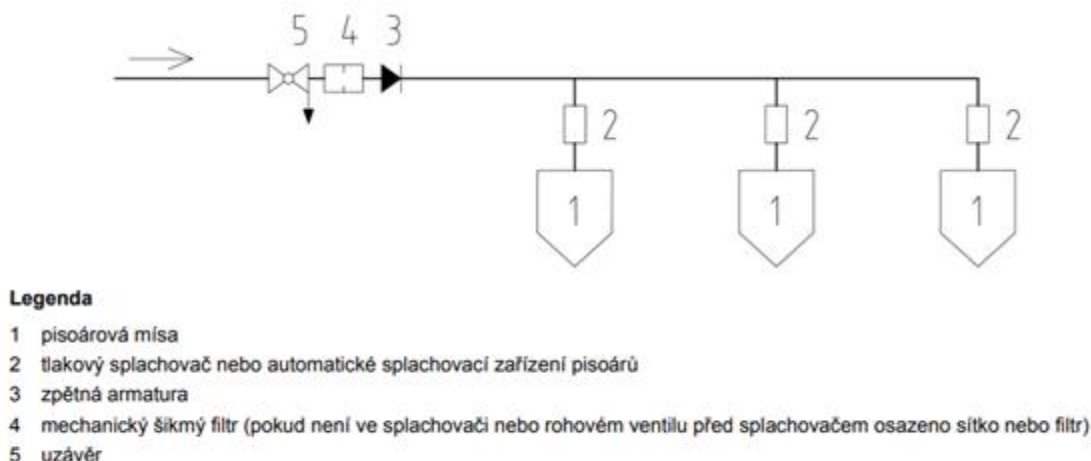 5 4 3
2 2 2
1 1 1
Legenda
1 pisoárová mísa
2 tlakový splachovač nebo automatické splachovací zařízení pisoárů
3 zpětná armatura
4 mechanický šikmý filtr (pokud není ve splachovači nebo rohovém ventilu před splachovačem osazeno sítko nebo filtr)
5 uzávěr